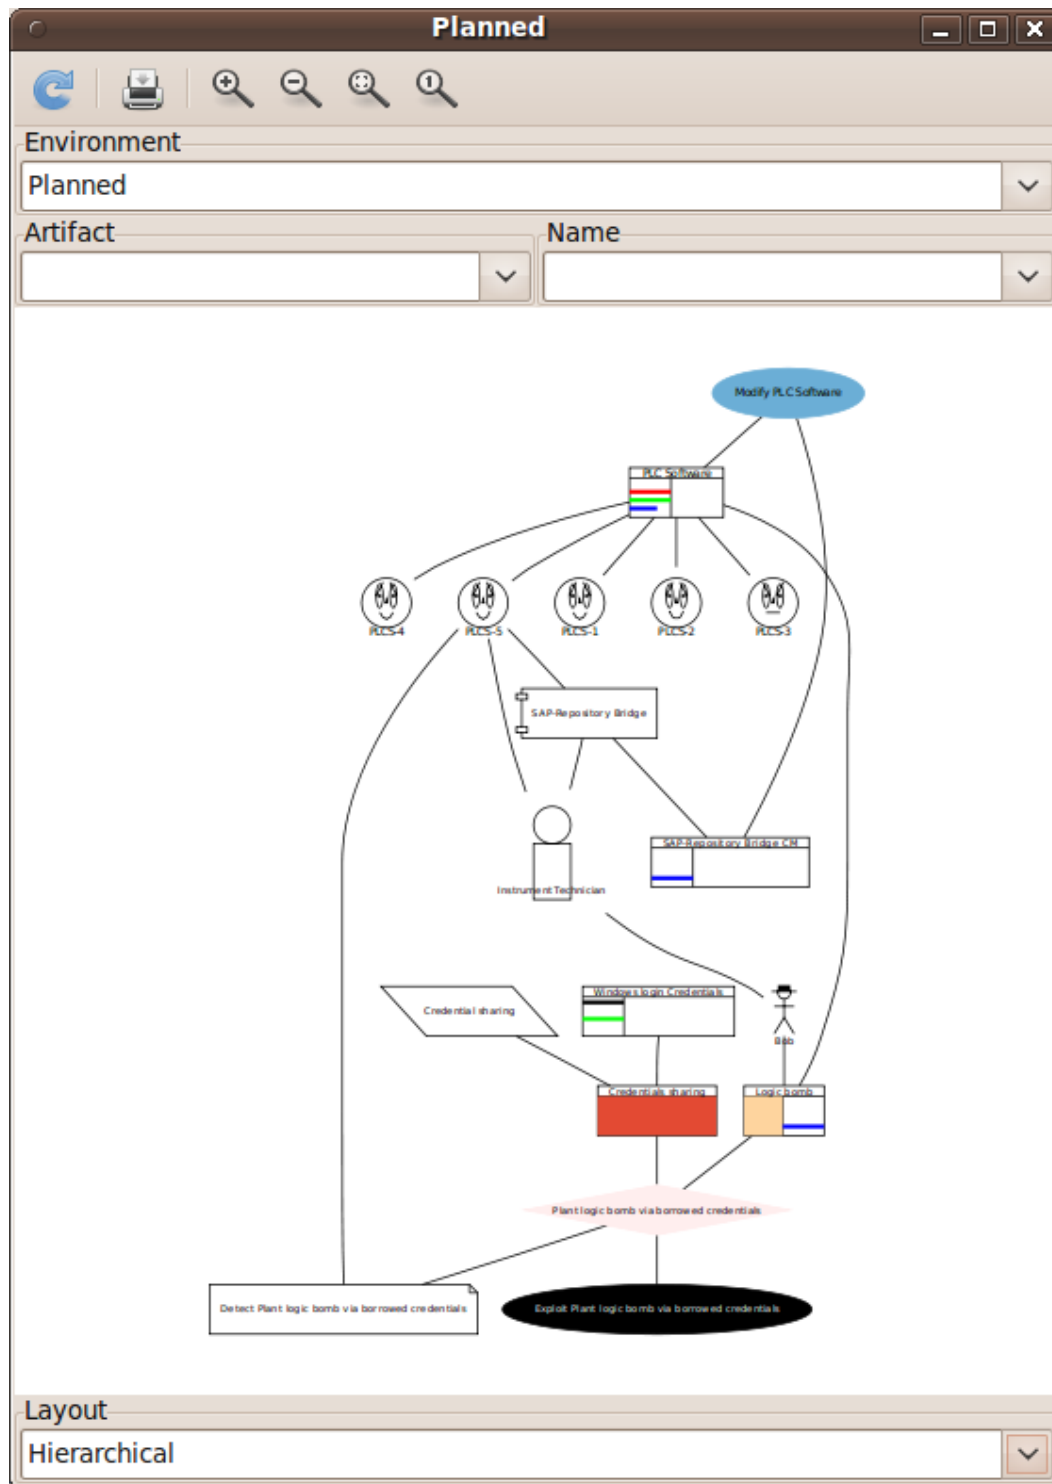 Planned
1
Environment
Planned
Artifact
Name
Modify PLC Software
PLC Software
PLCS-4
PLCS-5
PLCS-1
PLCS-2
PLCS-3
SAP-Repository Bridge
SAP-Repository Bridge CM
Instrument Technician
Credential sharing
Windows login Credentials
Bob
Credentials sharing
Logic bomb
Plant logic bomb via borrowed credentials
Detect Plant logic bomb via borrowed credentials
Exploit Plant logic bomb via borrowed credentials
Layout
Hierarchical